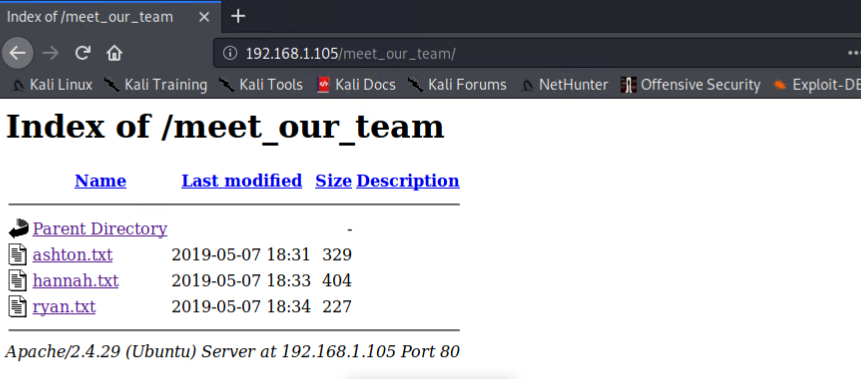 Index of /meet_our_team
192.168.1.105/meet_our_team/
Kali Linux Kali Training Kali Tools Kali Docs Kali Forums NetHunter Offensive Security Exploit-DB
Index of /meet_our_team
Name Last modified Size Description
Parent Directory -
ashton.txt 2019-05-07 18:31 329
hannah.txt 2019-05-07 18:33 404
ryan.txt 2019-05-07 18:34 227
Apache/2.4.29 (Ubuntu) Server at 192.168.1.105 Port 80